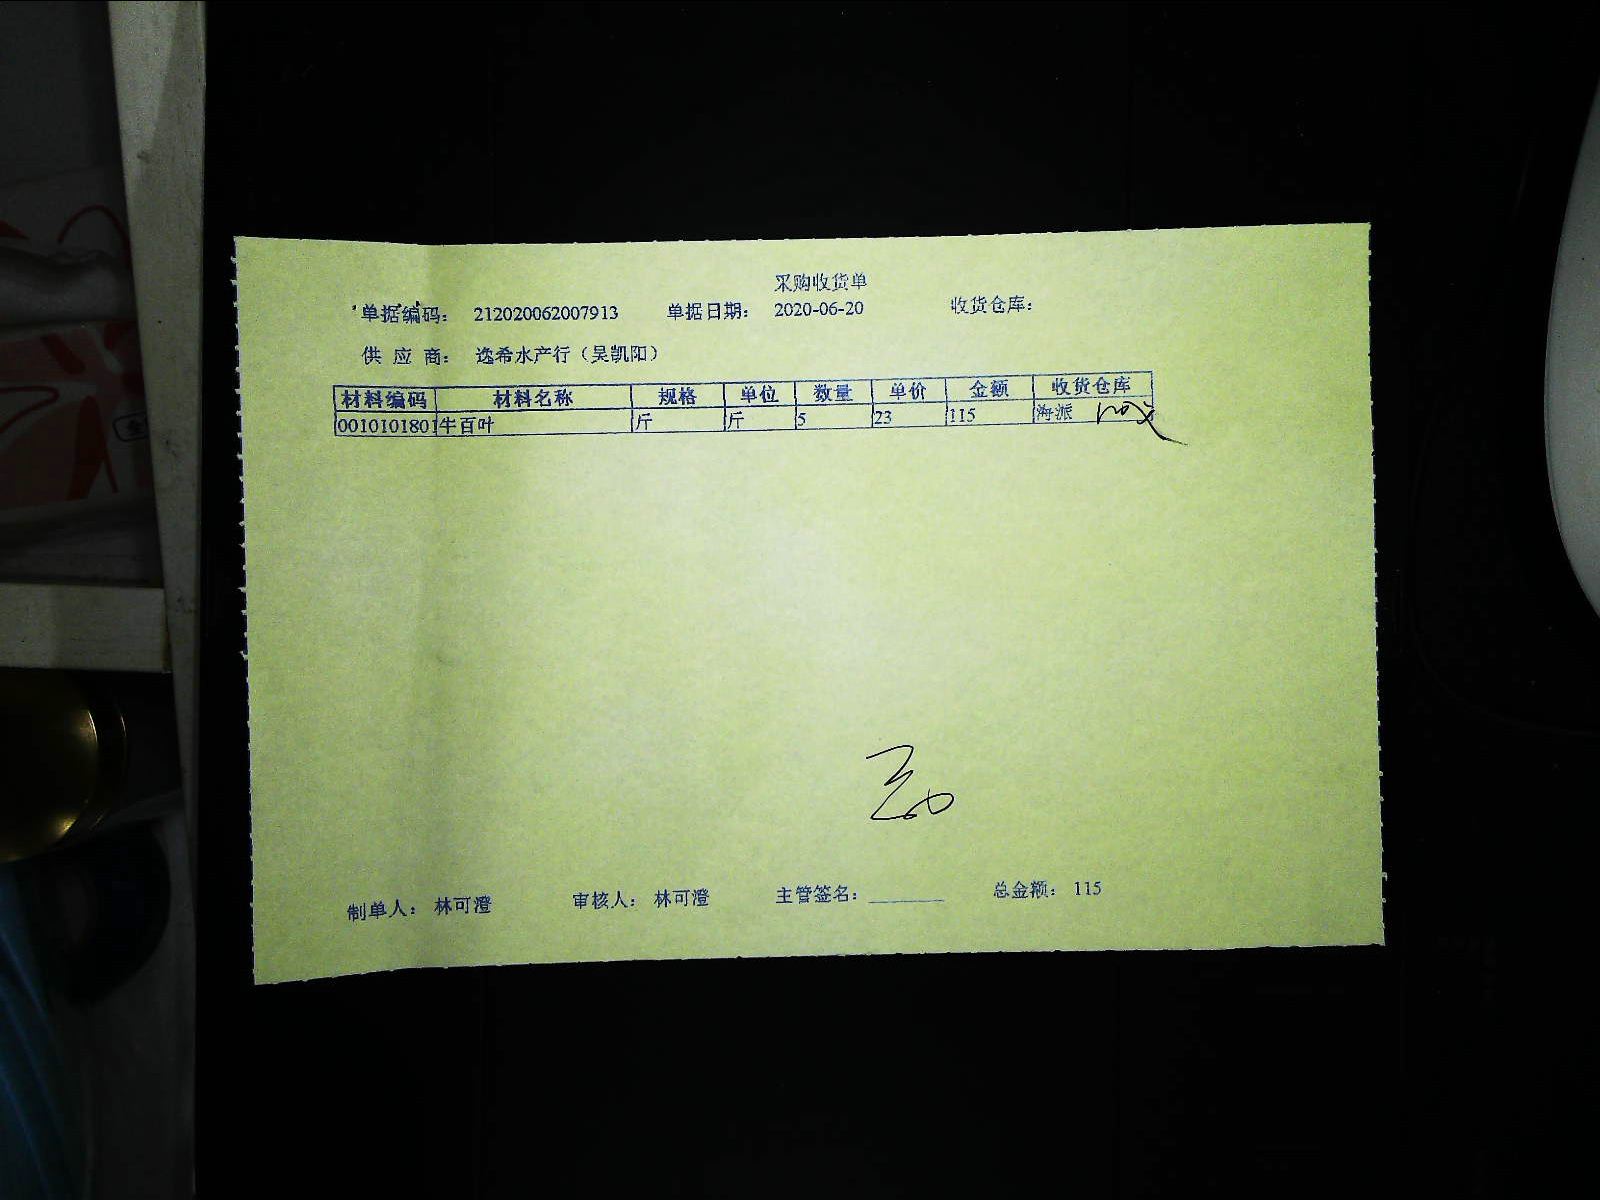 采购收货单
单据编码： 212020062007913 单据日期： 2020-06-20 收货仓库：
供 应 商： 逸希水产行（吴凯阳）
材料编码 材料名称 规格 单位 数量 单价 金额 收货仓库
0010101801 牛百叶 斤 斤 5 23 115 海派
制单人： 林可澄 审核人： 林可澄 主管签名：________ 总金额： 115